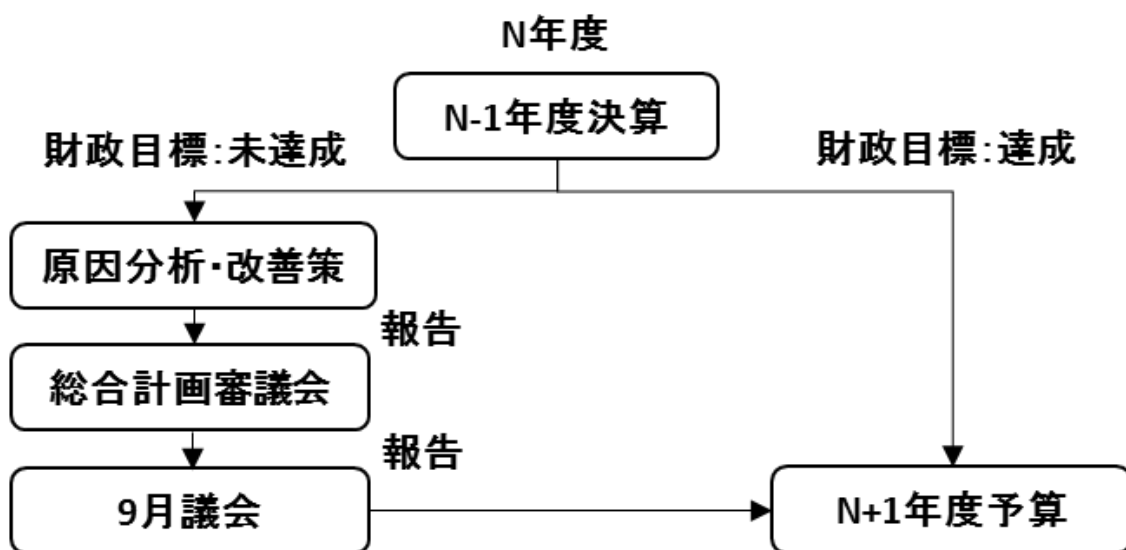 N年度
N-1年度決算
財政目標:未達成
財政目標:達成
原因分析・改善策
報告
総合計画審議会
報告
9月議会
N+1年度予算